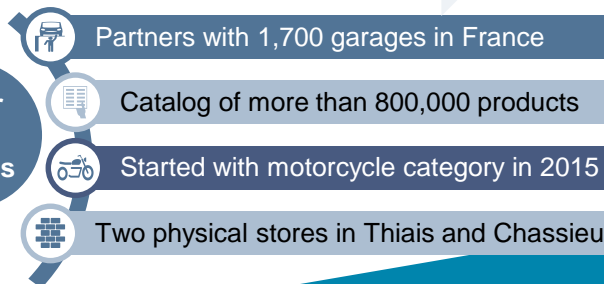 Partners with 1,700 garages in France
Catalog of more than 800,000 products
Started with motorcycle category in 2015
Two physical stores in Thiais and Chassieu